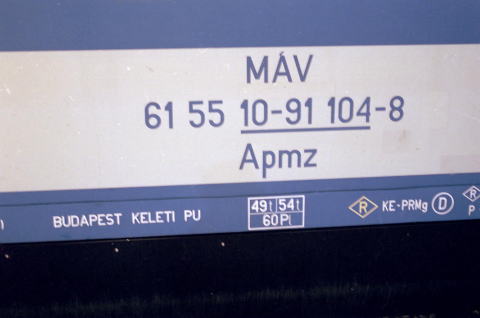 MÁV
61 55 10-91 104-8
Apmz
BUDAPEST KELETI PU
49t 54t
60Pl
R KE-PRMg D R
P